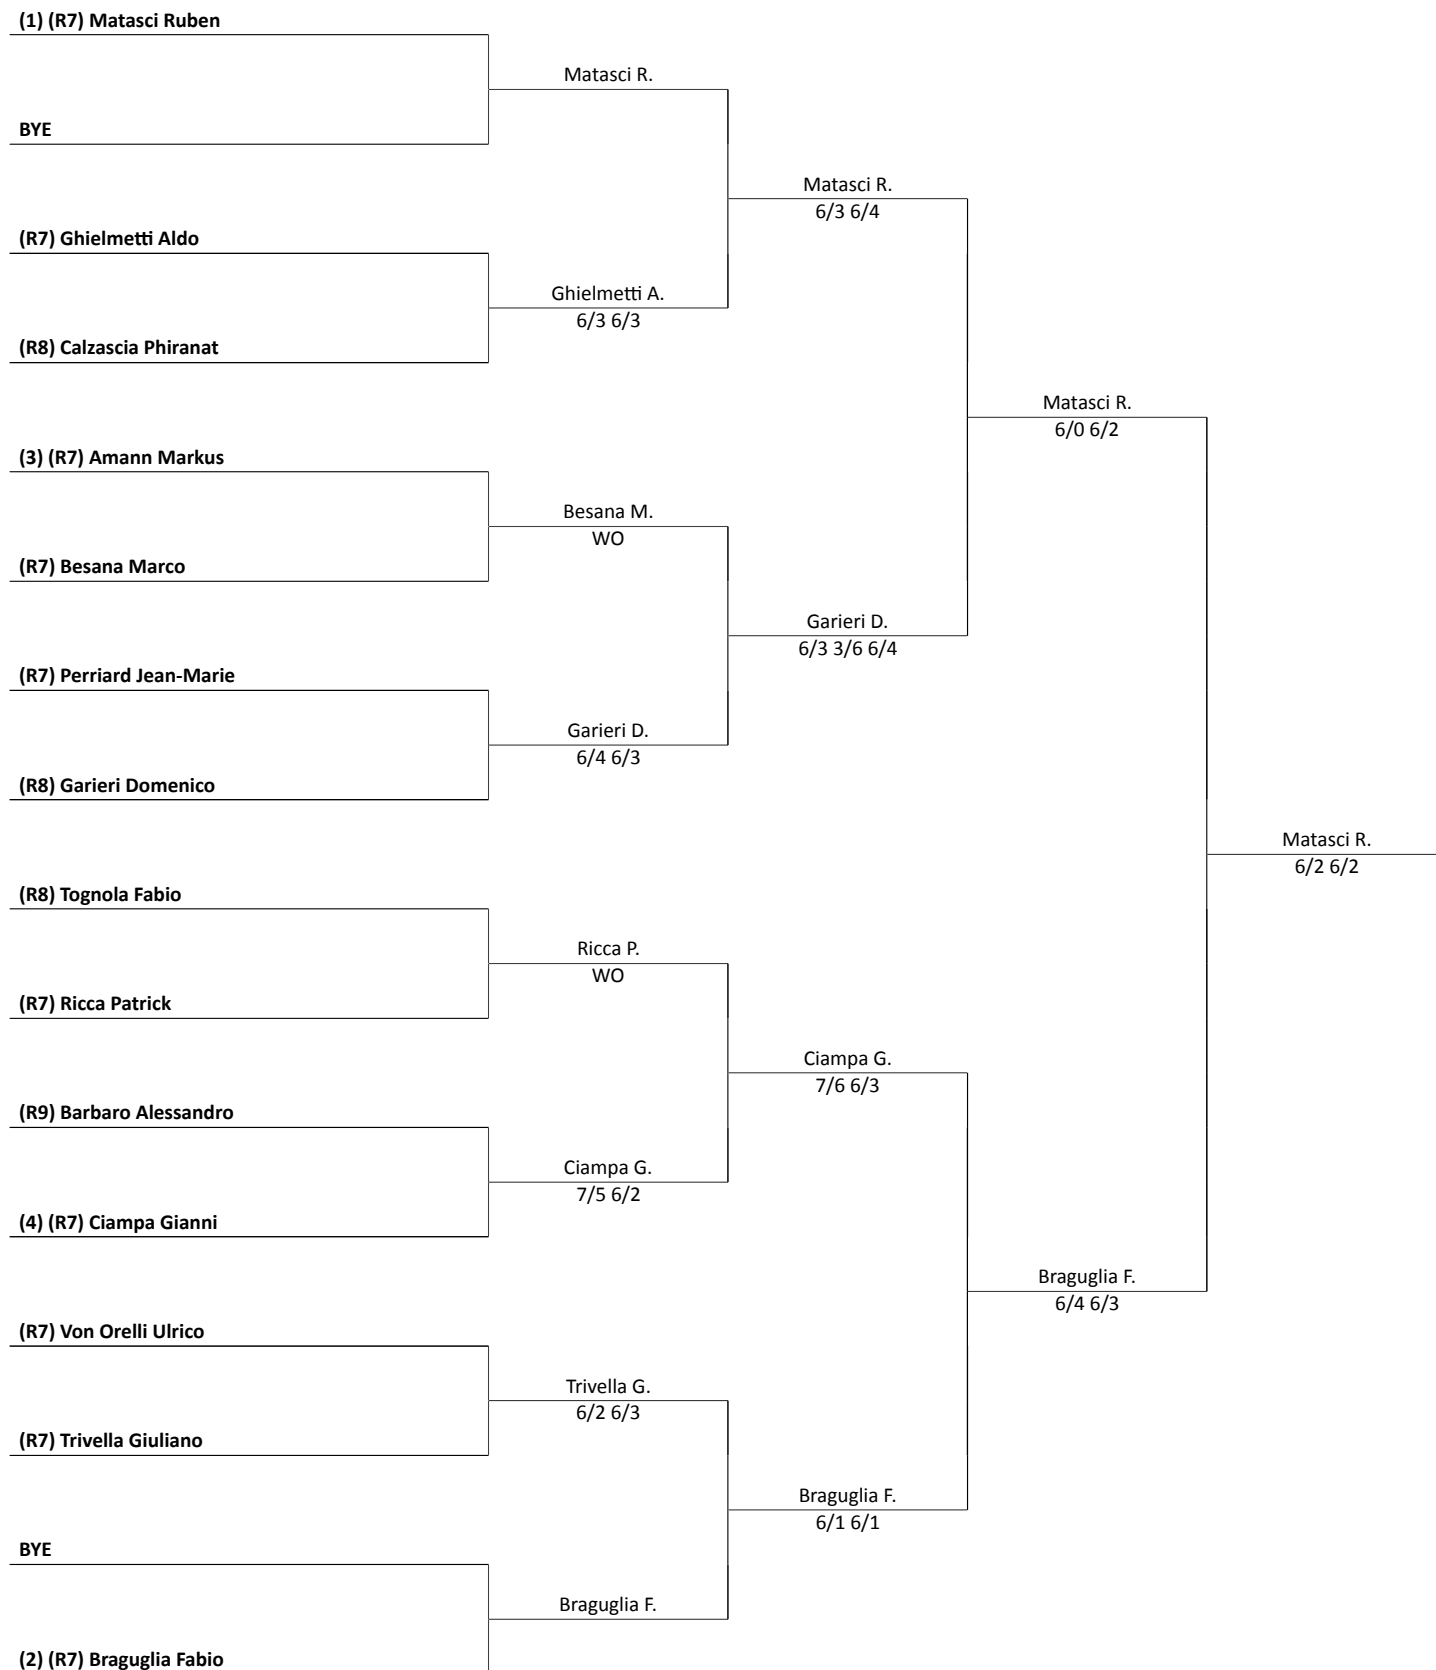 (1) (R7) Matasci Ruben
Matasci R.
BYE
Matasci R.
6/3 6/4
(R7) Ghielmetti Aldo
Ghielmetti A.
6/3 6/3
(R8) Calzascia Phiranat
Matasci R.
6/0 6/2
(3) (R7) Amann Markus
Besana M.
WO
(R7) Besana Marco
Garieri D.
6/3 3/6 6/4
(R7) Perriard Jean-Marie
Garieri D.
6/4 6/3
(R8) Garieri Domenico
Matasci R.
6/2 6/2
(R8) Tognola Fabio
Ricca P.
WO
(R7) Ricca Patrick
Ciampa G.
7/6 6/3
(R9) Barbaro Alessandro
Ciampa G.
7/5 6/2
(4) (R7) Ciampa Gianni
Braguglia F.
6/4 6/3
(R7) Von Orelli Ulrico
Trivella G.
6/2 6/3
(R7) Trivella Giuliano
Braguglia F.
6/1 6/1
BYE
Braguglia F.
(2) (R7) Braguglia Fabio